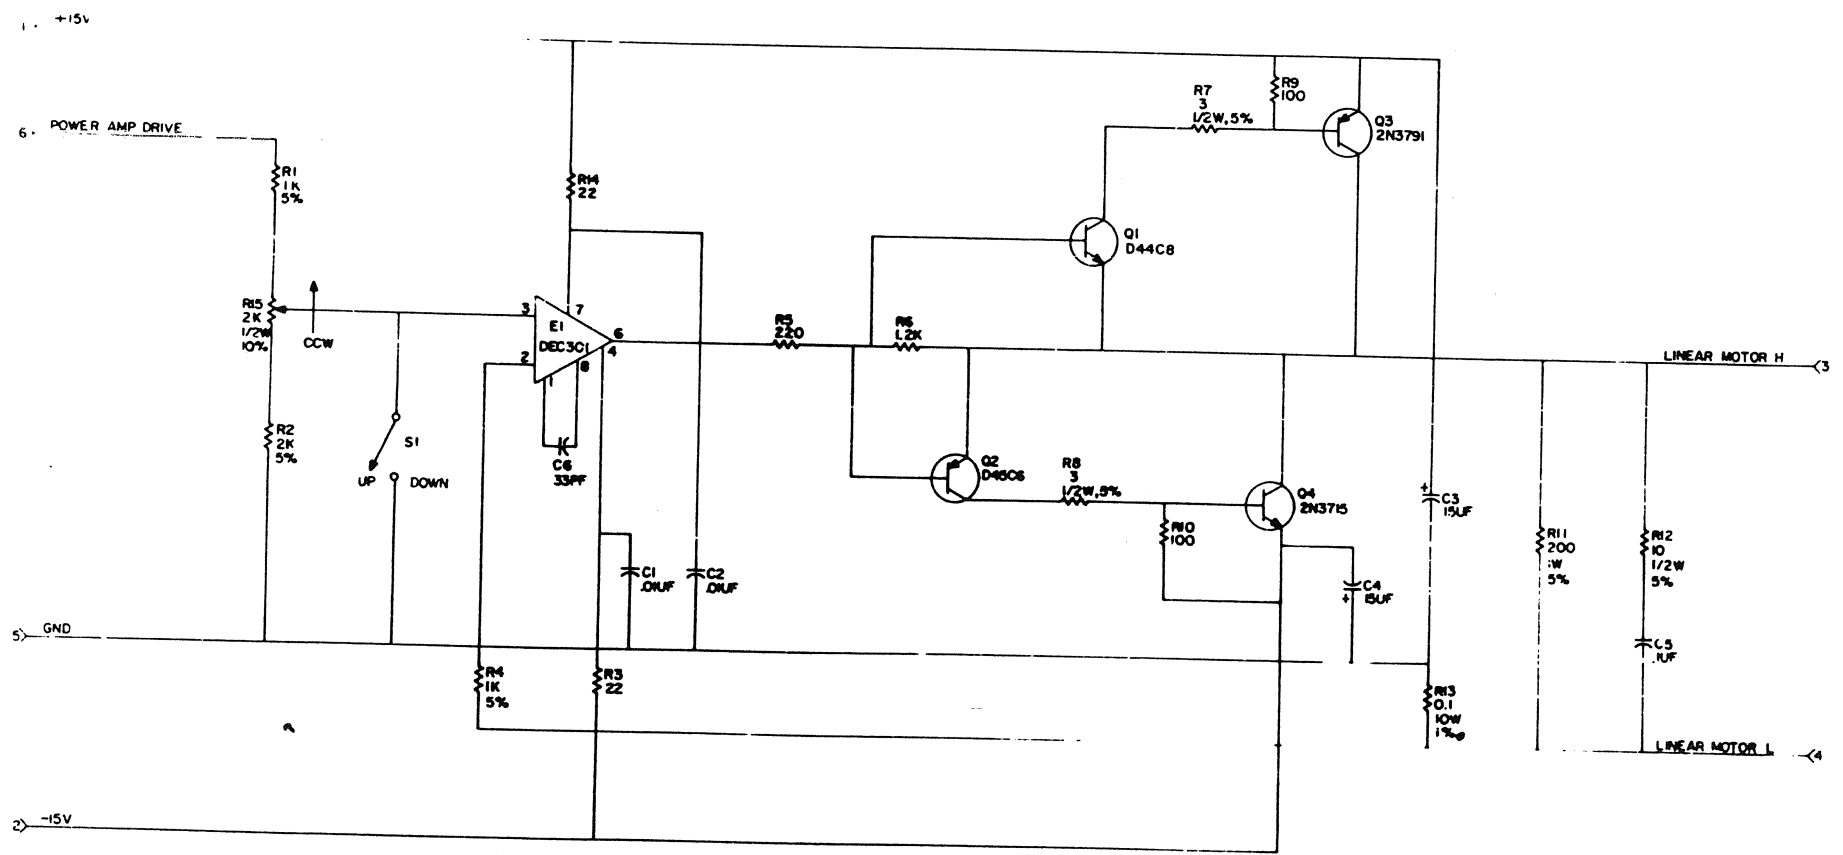 1. +15V
6. POWER AMP DRIVE
R1
1K
5%
R15
2K
1/2W
10%
CCW
R2
2K
5%
S1
UP
DOWN
R14
22
3
7
E1
DEC3C1
6
4
2
1
8
C6
33PF
R5
220
R6
1.2K
Q1
D44C8
R7
3
1/2W,5%
R9
100
Q3
2N3791
LINEAR MOTOR H
3
Q2
D45C6
R8
3
1/2W,5%
R10
100
Q4
2N3715
+
C3
15UF
C4
15UF
+
R11
200
1W
5%
R12
10
1/2W
5%
C5
.1UF
C1
.01UF
C2
.01UF
5 GND
R4
1K
5%
R3
22
R13
0.1
10W
1%
LINEAR MOTOR L
4
2 -15V